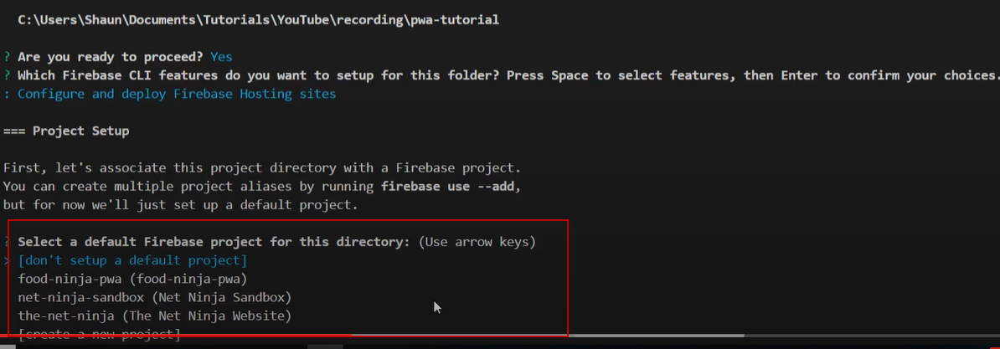 C:\Users\Shaun\Documents\Tutorials\YouTube\recording\pwa-tutorial
? Are you ready to proceed? Yes
? Which Firebase CLI features do you want to setup for this folder? Press Space to select features, then Enter to confirm your choices.
: Configure and deploy Firebase Hosting sites
=== Project Setup
First, let's associate this project directory with a Firebase project.
You can create multiple project aliases by running firebase use --add,
but for now we'll just set up a default project.
? Select a default Firebase project for this directory: (Use arrow keys)
> [don't setup a default project]
food-ninja-pwa (food-ninja-pwa)
net-ninja-sandbox (Net Ninja Sandbox)
the-net-ninja (The Net Ninja Website)
[create a new project]